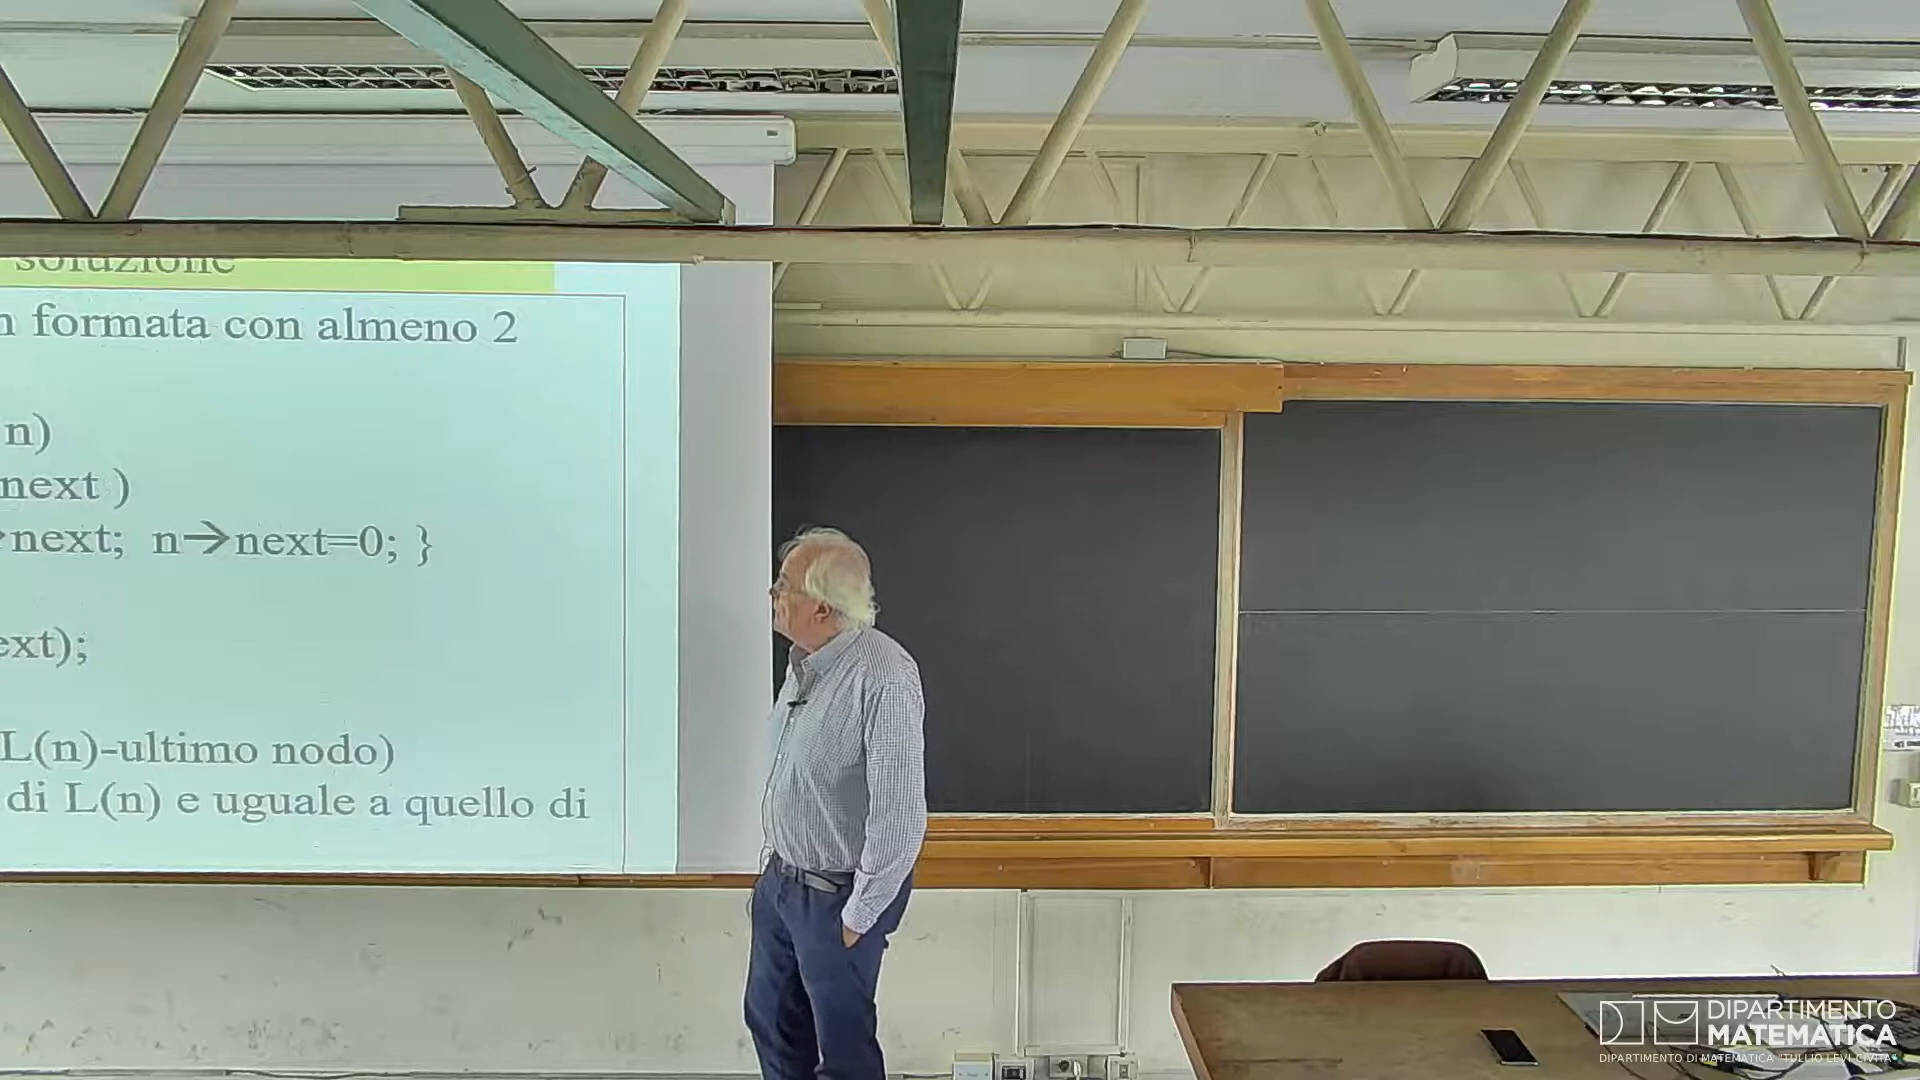 soluzione
formata con almeno 2
n)
next )
next; n→next=0; }
ext);
L(n)-ultimo nodo)
di L(n) e uguale a quello di
DIPARTIMENTO
MATEMATICA
DIPARTIMENTO DI MATEMATICA "TULLIO LEVI-CIVITA"